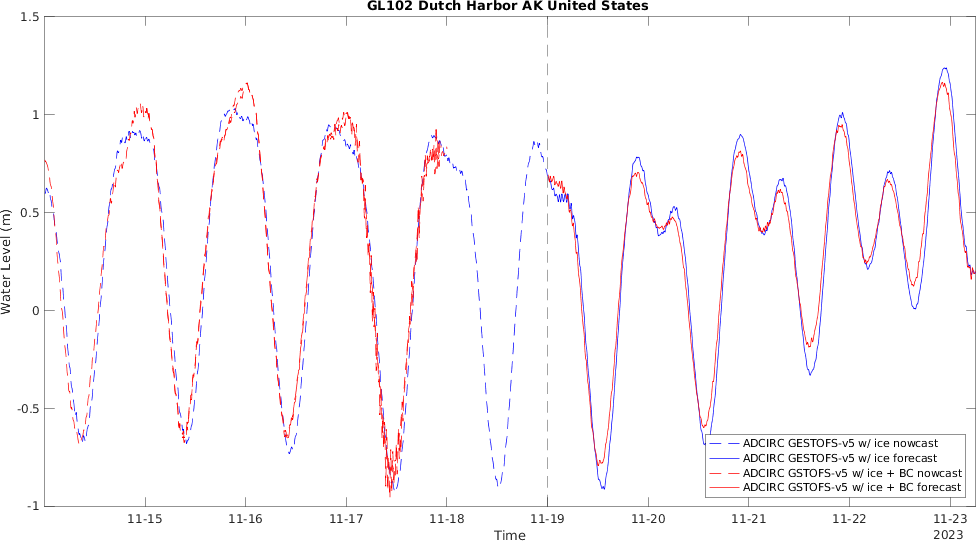 GL102 Dutch Harbor AK United States
1.5
1
0.5
0
-0.5
-1
Water Level (m)
11-15 11-16 11-17 11-18 11-19 11-20 11-21 11-22 11-23
Time
2023
ADCIRC GESTOFS-v5 w/ ice nowcast
ADCIRC GESTOFS-v5 w/ ice forecast
ADCIRC GSTOFS-v5 w/ ice + BC nowcast
ADCIRC GSTOFS-v5 w/ ice + BC forecast